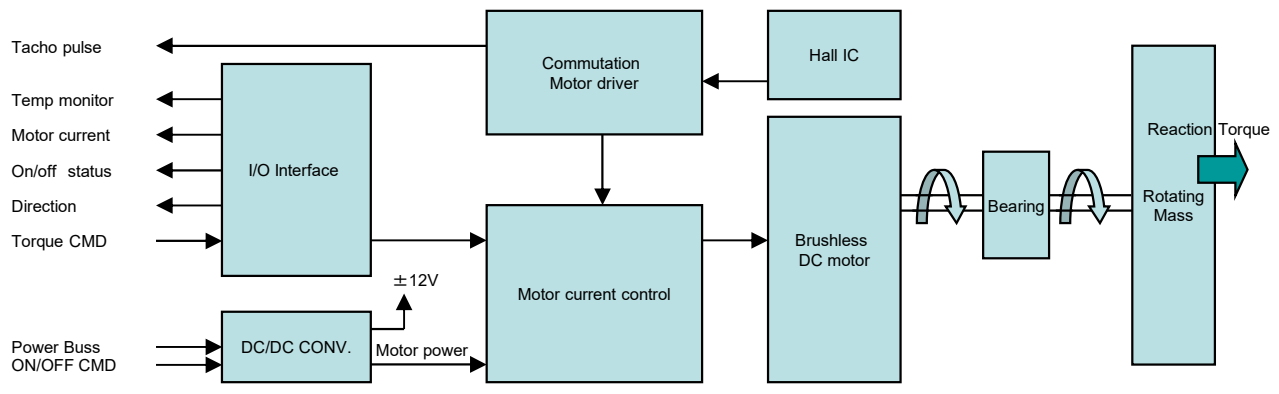 Tacho pulse
Temp monitor
Motor current
On/off status
Direction
Torque CMD
Power Buss
ON/OFF CMD
I/O Interface
DC/DC CONV.
±12V
Motor power
Commutation
Motor driver
Motor current control
Hall IC
Brushless
DC motor
Bearing
Reaction Torque
Rotating
Mass